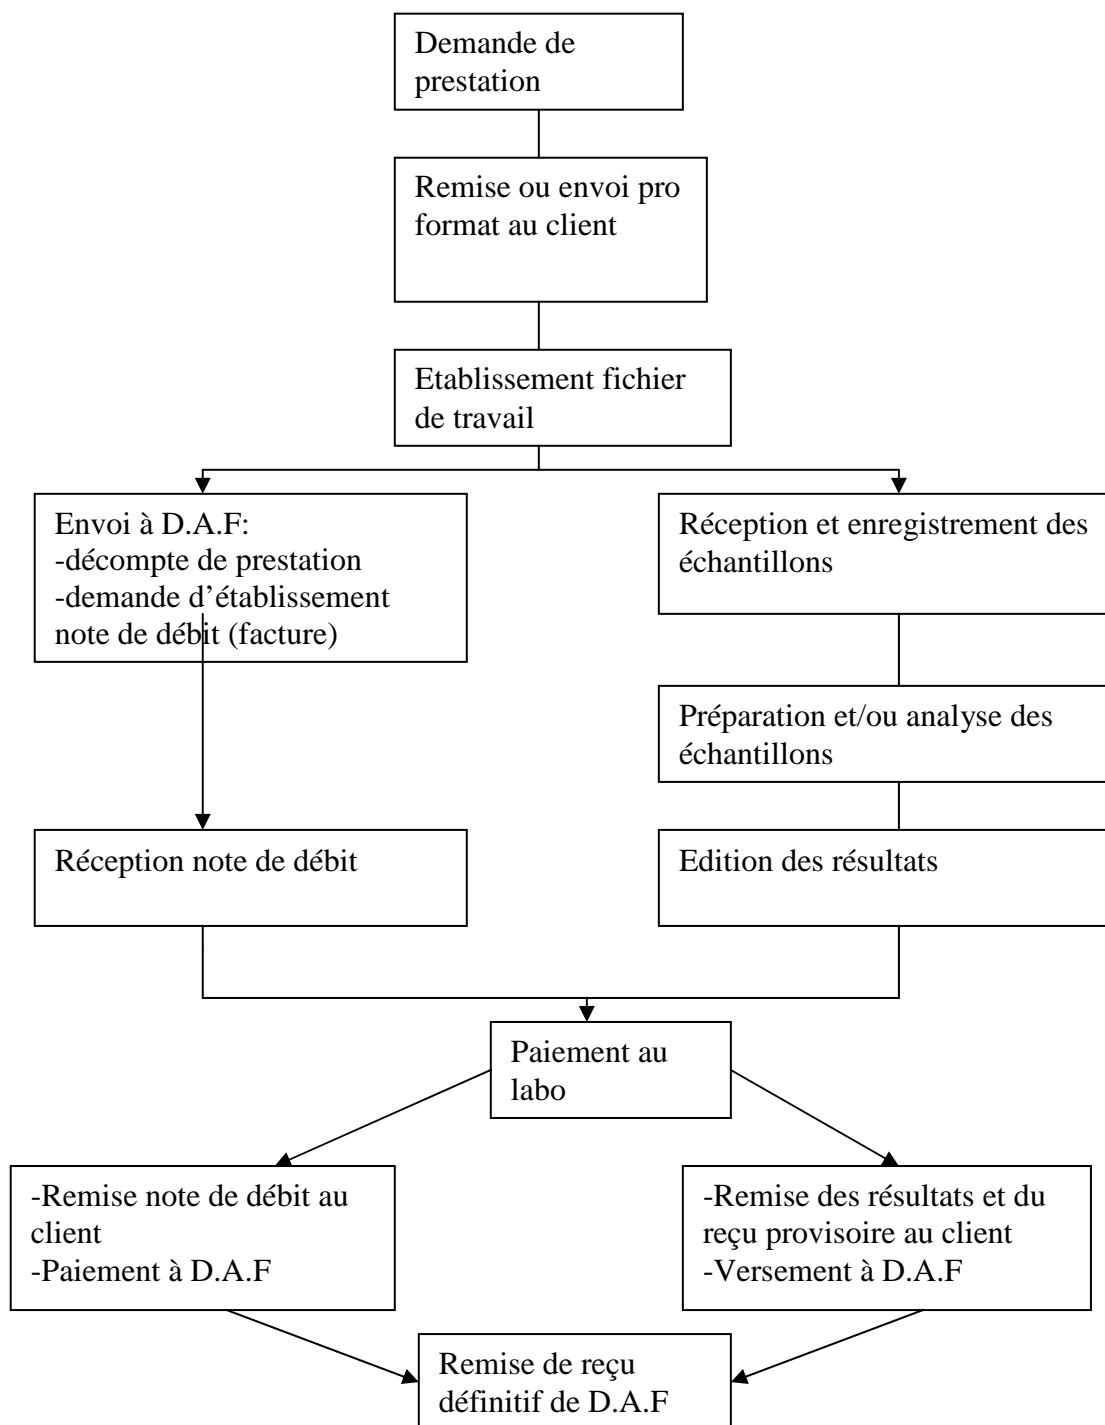 Demande de
prestation
Remise ou envoi pro
format au client
Etablissement fichier
de travail
Envoi à D.A.F:
-décompte de prestation
-demande d’établissement
note de débit (facture)
Réception et enregistrement des
échantillons
Préparation et/ou analyse des
échantillons
Réception note de débit
Edition des résultats
Paiement au
labo
-Remise note de débit au
client
-Paiement à D.A.F
-Remise des résultats et du
reçu provisoire au client
-Versement à D.A.F
Remise de reçu
définitif de D.A.F